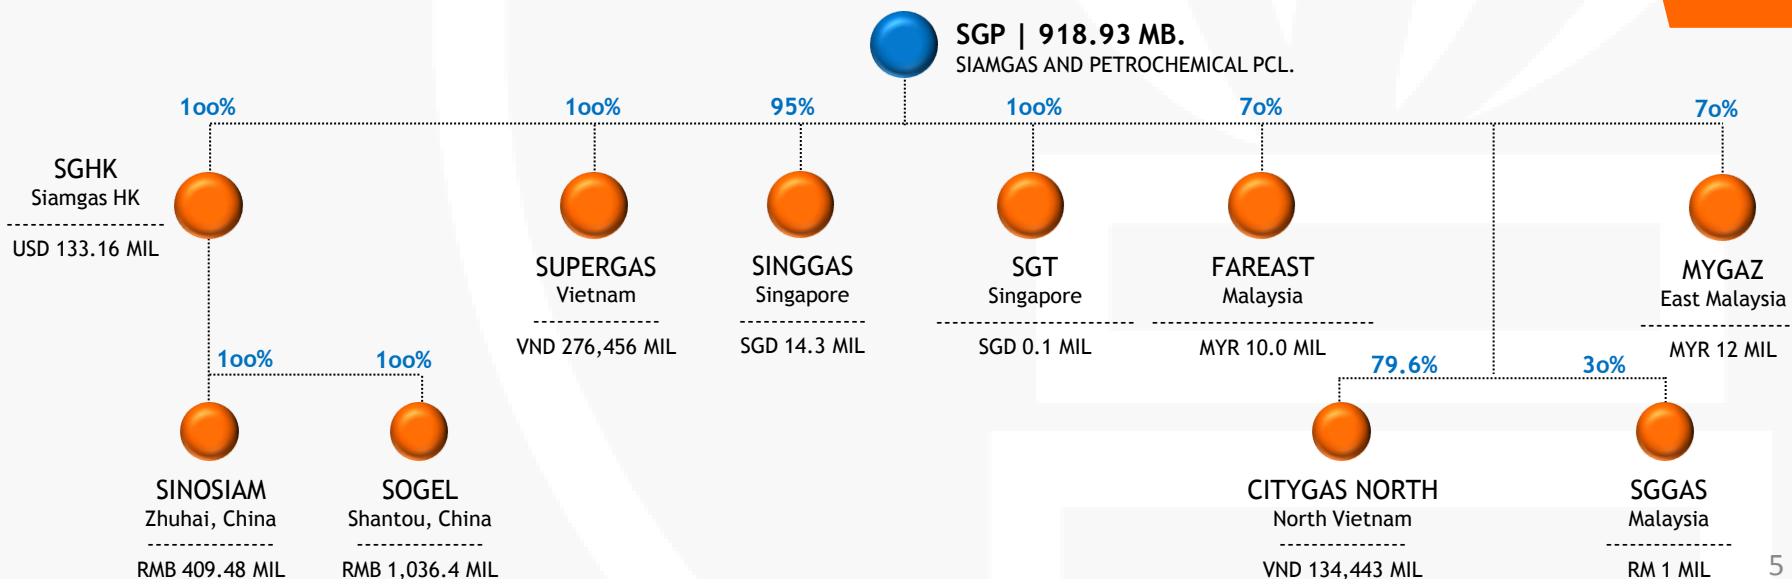 SGP | 918.93 MB.
SIAMGAS AND PETROCHEMICAL PCL.
100%
100%
95%
100%
70%
70%
SGHK
Siamgas HK
USD 133.16 MIL
SUPERGAS
Vietnam
VND 276,456 MIL
SINGGAS
Singapore
SGD 14.3 MIL
SGT
Singapore
SGD 0.1 MIL
FAREAST
Malaysia
MYR 10.0 MIL
MYGAZ
East Malaysia
MYR 12 MIL
100%
100%
79.6%
30%
SINOSIAM
Zhuhai, China
RMB 409.48 MIL
SOGEL
Shantou, China
RMB 1,036.4 MIL
CITYGAS NORTH
North Vietnam
VND 134,443 MIL
SGGAS
Malaysia
RM 1 MIL
5